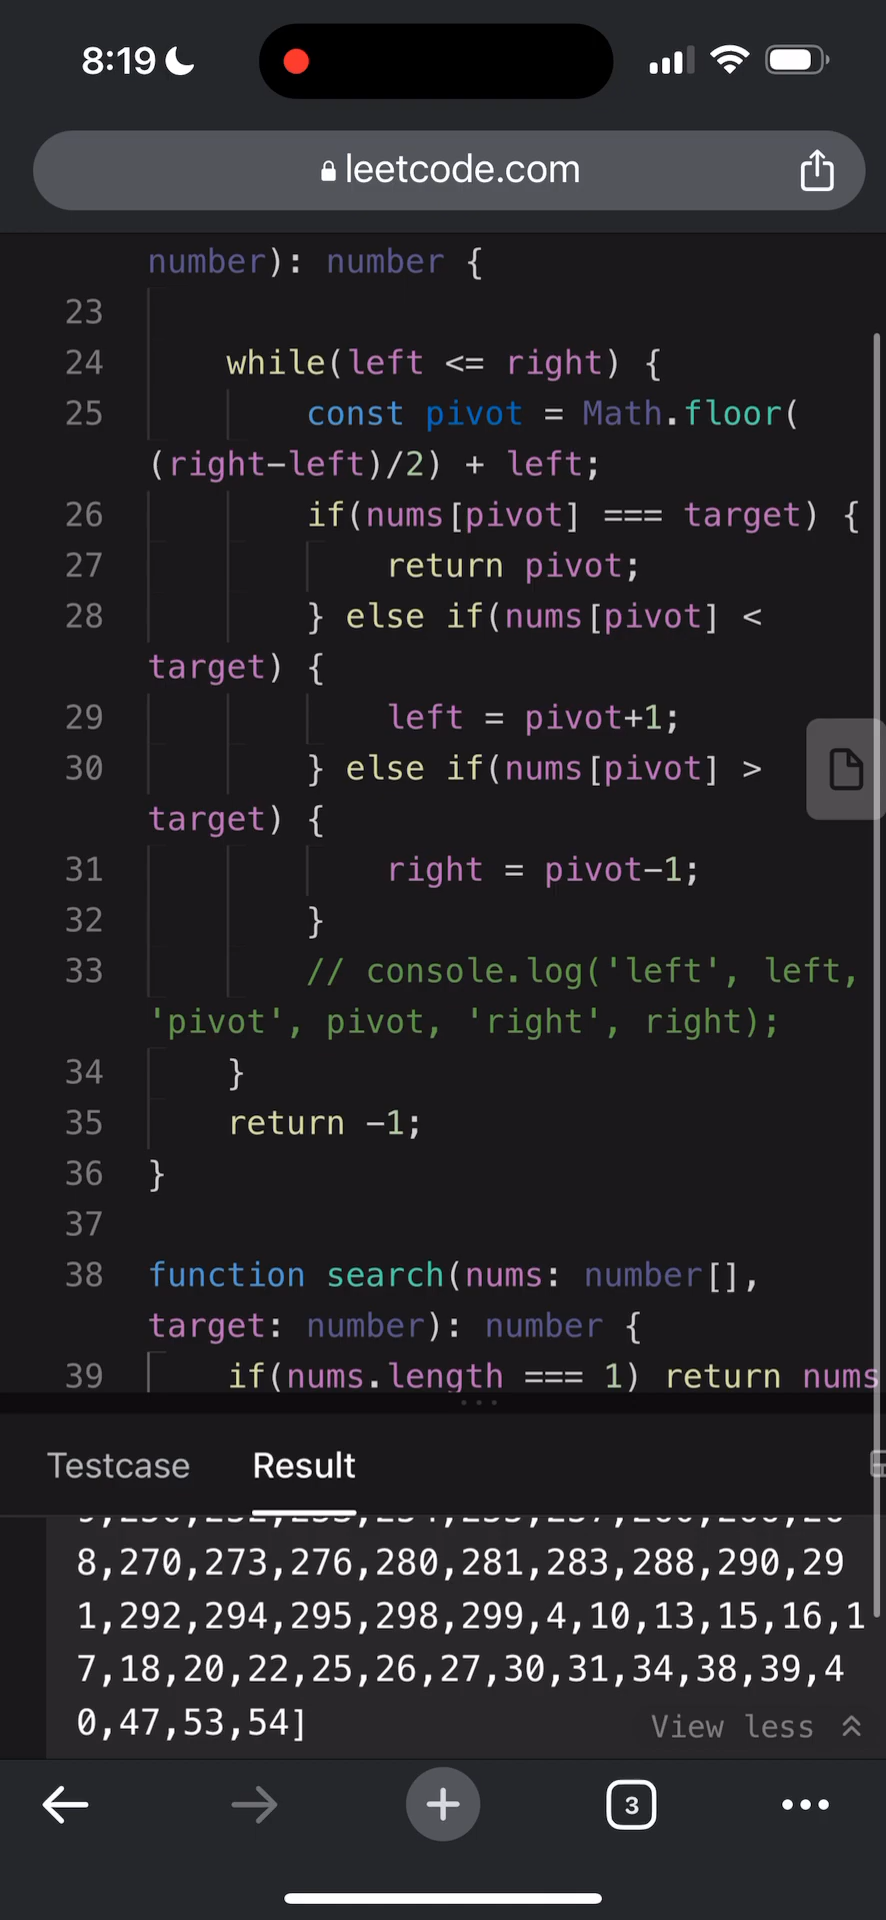 8:19
leetcode.com
number): number {
23
24 while(left <= right) {
25 const pivot = Math.floor(
(right-left)/2) + left;
26 if(nums[pivot] === target) {
27 return pivot;
28 } else if(nums[pivot] <
target) {
29 left = pivot+1;
30 } else if(nums[pivot] >
target) {
31 right = pivot-1;
32 }
33 // console.log('left', left,
'pivot', pivot, 'right', right);
34 }
35 return -1;
36 }
37
38 function search(nums: number[],
target: number): number {
39 if(nums.length === 1) return nums
Testcase Result
8,270,273,276,280,281,283,288,290,29
1,292,294,295,298,299,4,10,13,15,16,1
7,18,20,22,25,26,27,30,31,34,38,39,4
0,47,53,54]
View less
3